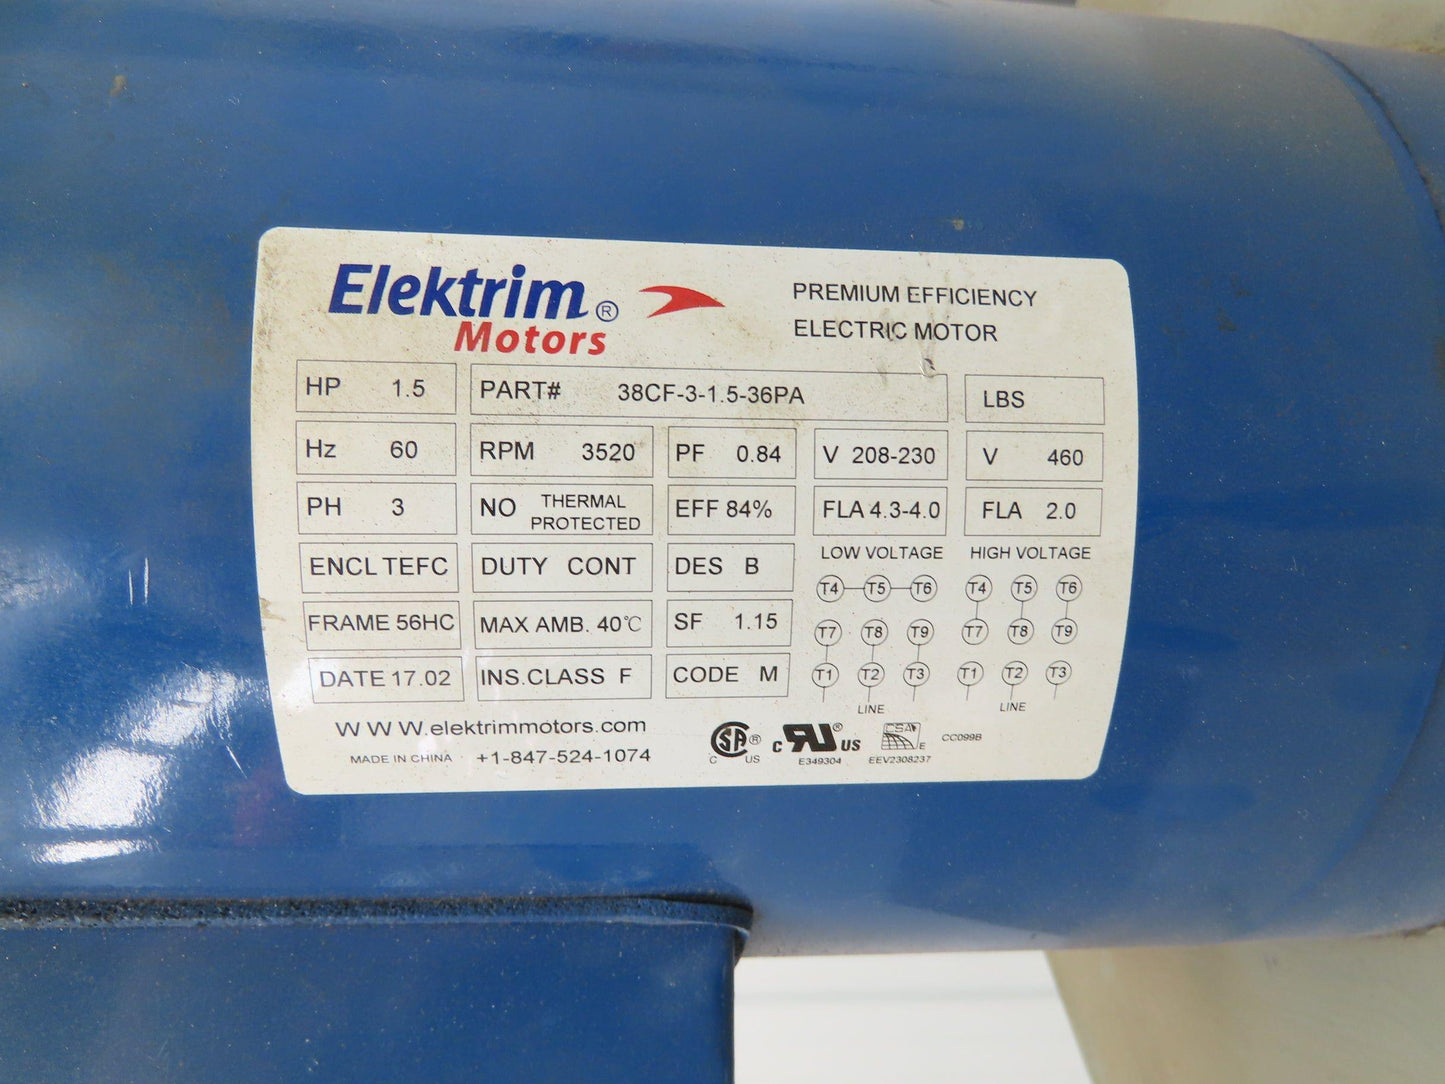 Elektrim®
Motors
PREMIUM EFFICIENCY
ELECTRIC MOTOR
HP 1.5 PART# 38CF-3-1.5-36PA LBS
Hz 60 RPM 3520 PF 0.84 V 208-230 V 460
PH 3 NO THERMAL PROTECTED EFF 84% FLA 4.3-4.0 FLA 2.0
ENCL TEFC DUTY CONT DES B LOW VOLTAGE HIGH VOLTAGE
T4 T5 T6 T4 T5 T6
FRAME 56HC MAX AMB. 40℃ SF 1.15 T7 T8 T9 T7 T8 T9
DATE 17.02 INS.CLASS F CODE M T1 T2 T3 T1 T2 T3
LINE LINE
WWW.elektrimmotors.com
MADE IN CHINA +1-847-524-1074
SA® C US
c RU® US E349304
CSA E EEV2308237
CC099B